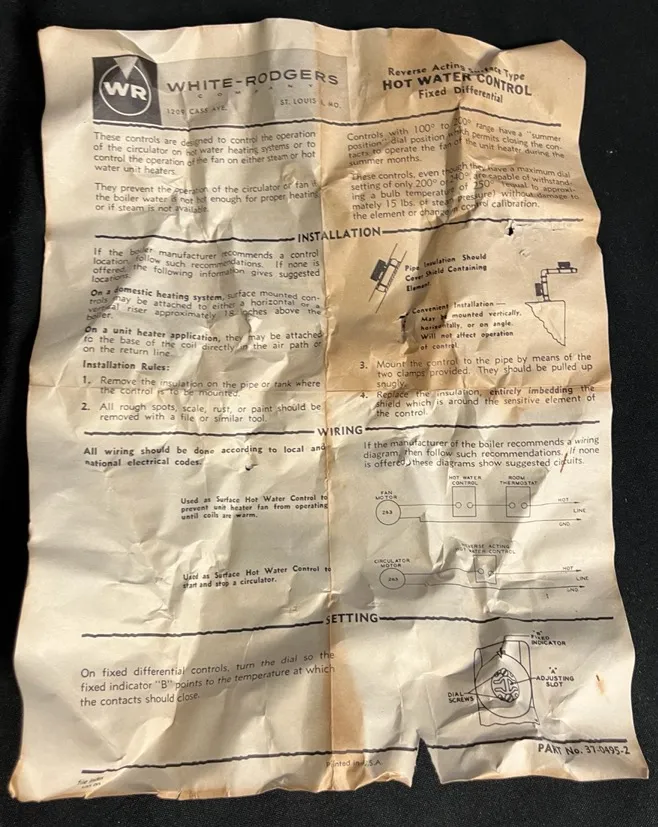 WR
WHITE-RODGERS
COMPANY
1209 CASS AVE. ST. LOUIS 6, MO.
Reverse Acting Surface Type
HOT WATER CONTROL
Fixed Differential
These controls are designed to control the operation
of the circulator on hot water heating systems or to
control the operation of the fan on either steam or hot
water unit heaters.
They prevent the operation of the circulator or fan if
the boiler water is not hot enough for proper heating
or if steam is not available.
Controls with 100° to 200° range have a "summer
position" dial position which permits closing the con-
tacts to operate the fan of the unit heater during the
summer months.
These controls, even though they have a maximum dial
setting of only 200° or 240° are capable of withstand-
ing a bulb temperature of 250° (equal to approxi-
mately 15 lbs. of steam pressure) without damage to
the element or change in control calibration.
INSTALLATION
If the boiler manufacturer recommends a control
location, follow such recommendations. If none is
offered, the following information gives suggested
locations.
On a domestic heating system, surface mounted con-
trols may be attached to either a horizontal or a
vertical riser approximately 18 inches above the
boiler.
On a unit heater application, they may be attached
to the base of the coil directly in the air path or
on the return line.
Installation Rules:
1. Remove the insulation on the pipe or tank where
the control is to be mounted.
2. All rough spots, scale, rust, or paint should be
removed with a file or similar tool.
Pipe Insulation Should
Cover Shield Containing
Element
Convenient Installation —
May be mounted vertically,
horizontally, or on angle.
Will not affect operation
of control.
3. Mount the control to the pipe by means of the
two clamps provided. They should be pulled up
snugly.
4. Replace the insulation, entirely imbedding the
shield which is around the sensitive element of
the control.
WIRING
All wiring should be done according to local and
national electrical codes.
If the manufacturer of the boiler recommends a wiring
diagram, then follow such recommendations. If none
is offered, these diagrams show suggested circuits.
Used as Surface Hot Water Control to
prevent unit heater fan from operating
until coils are warm.
HOT WATER
CONTROL
ROOM
THERMOSTAT
FAN
MOTOR
HOT
LINE
GND.
Used as Surface Hot Water Control to
start and stop a circulator.
REVERSE ACTING
HOT WATER CONTROL
CIRCULATOR
MOTOR
HOT
LINE
GND
SETTING
On fixed differential controls, turn the dial so the
fixed indicator "B" points to the temperature at which
the contacts should close.
"B"
FIXED
INDICATOR
"A"
ADJUSTING
SLOT
DIAL
SCREWS
PART No. 37-0495-2
Printed in U.S.A.